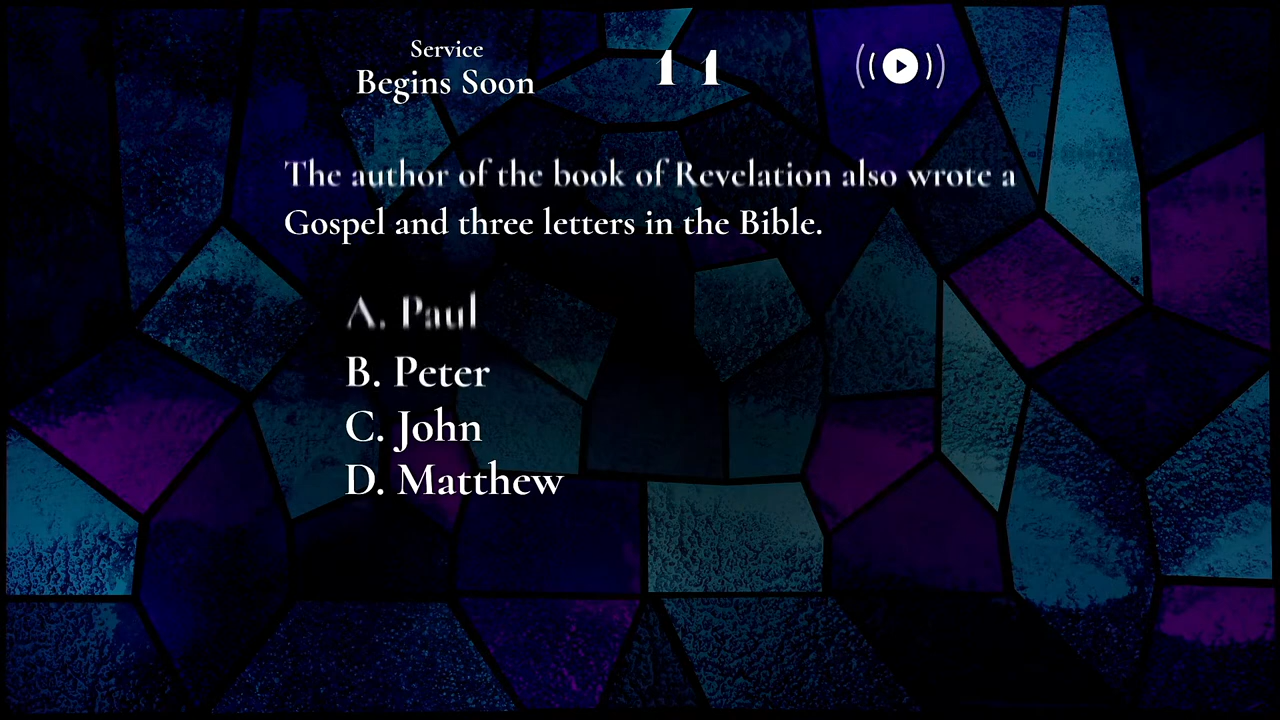 Service
Begins Soon
11
The author of the book of Revelation also wrote a
Gospel and three letters in the Bible.
A. Paul
B. Peter
C. John
D. Matthew